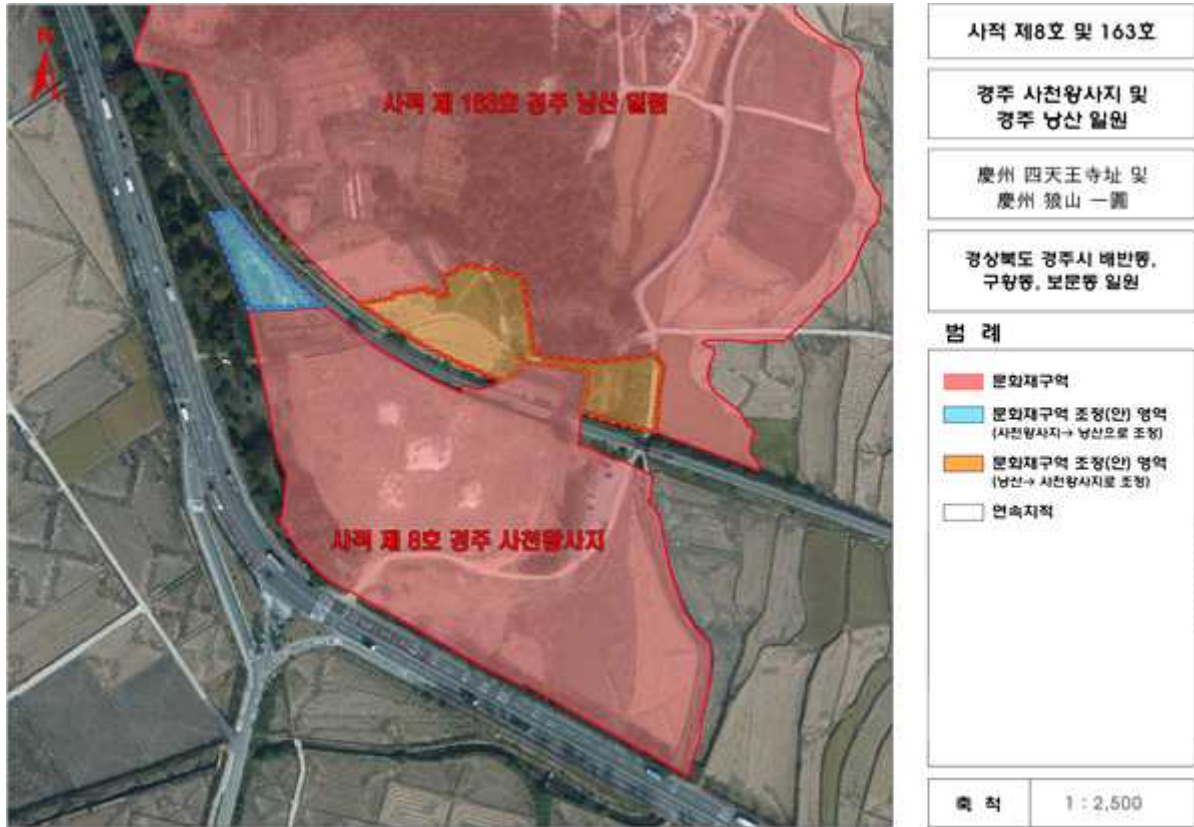 N
사적 제 163호 경주 낭산 일원
사적 제 8호 경주 사천왕사지
사적 제8호 및 163호
경주 사천왕사지 및
경주 낭산 일원
慶州 四天王寺址 및
慶州 狼山 一圓
경상북도 경주시 배반동,
구황동, 보문동 일원
범 례
문화재구역
문화재구역 조정(안) 영역
(사천왕사지→ 낭산으로 조정)
문화재구역 조정(안) 영역
(낭산→ 사천왕사지로 조정)
연속지적
축 척
1 : 2,500